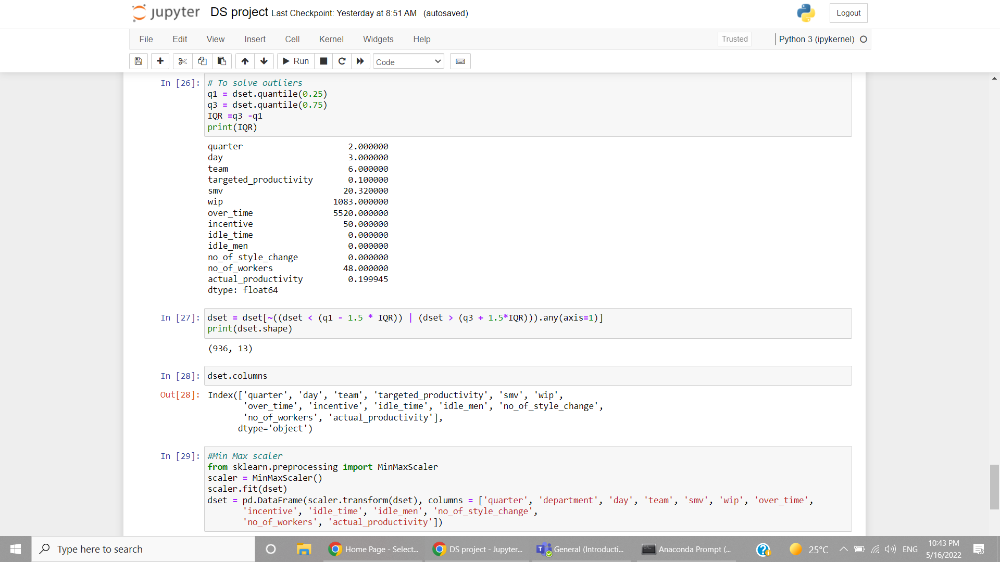 jupyter DS project Last Checkpoint: Yesterday at 8:51 AM (autosaved) Logout
File Edit View Insert Cell Kernel Widgets Help Trusted Python 3 (ipykernel)
Run Code
In [26]: # To solve outliers
q1 = dset.quantile(0.25)
q3 = dset.quantile(0.75)
IQR =q3 -q1
print(IQR)
quarter 2.000000
day 3.000000
team 6.000000
targeted_productivity 0.100000
smv 20.320000
wip 1083.000000
over_time 5520.000000
incentive 50.000000
idle_time 0.000000
idle_men 0.000000
no_of_style_change 0.000000
no_of_workers 48.000000
actual_productivity 0.199945
dtype: float64
In [27]: dset = dset[~((dset < (q1 - 1.5 * IQR)) | (dset > (q3 + 1.5*IQR))).any(axis=1)]
print(dset.shape)
(936, 13)
In [28]: dset.columns
Out[28]: Index(['quarter', 'day', 'team', 'targeted_productivity', 'smv', 'wip',
'over_time', 'incentive', 'idle_time', 'idle_men', 'no_of_style_change',
'no_of_workers', 'actual_productivity'],
dtype='object')
In [29]: #Min Max scaler
from sklearn.preprocessing import MinMaxScaler
scaler = MinMaxScaler()
scaler.fit(dset)
dset = pd.DataFrame(scaler.transform(dset), columns = ['quarter', 'department', 'day', 'team', 'smv', 'wip', 'over_time',
'incentive', 'idle_time', 'idle_men', 'no_of_style_change',
'no_of_workers', 'actual_productivity'])
Type here to search Home Page - Select... DS project - Jupyter... General (Introducti... Anaconda Prompt (... 25°C ENG 10:43 PM
5/16/2022